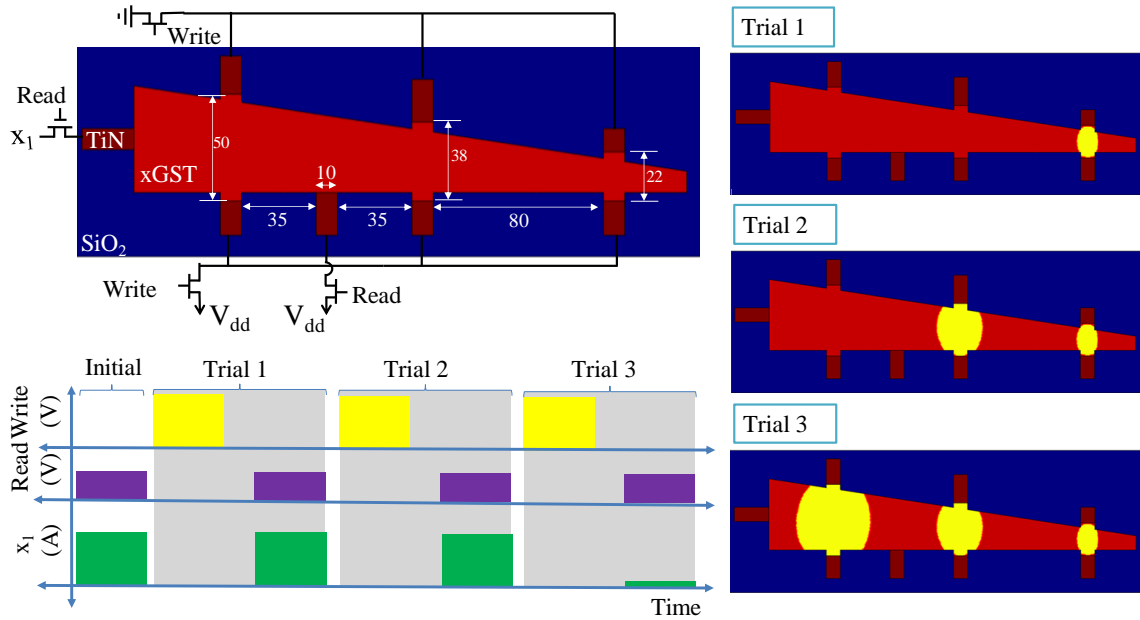 Write
Read
x1
TiN
xGST
50
10
38
22
35
35
80
SiO2
Write
Read
Vdd
Vdd
Initial
Trial 1
Trial 2
Trial 3
Write
(V)
Read
(V)
x1
(A)
Time
Trial 1
Trial 2
Trial 3